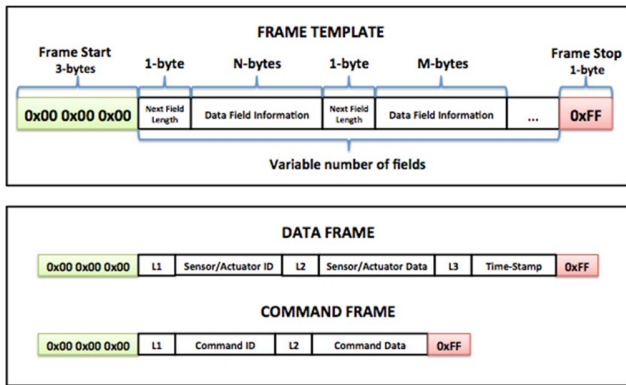 FRAME TEMPLATE
Frame Start
3-bytes
1-byte
N-bytes
1-byte
M-bytes
Frame Stop
1-byte
0x00 0x00 0x00
Next Field
Length
Data Field Information
Next Field
Length
Data Field Information
...
0xFF
Variable number of fields
DATA FRAME
0x00 0x00 0x00 L1 Sensor/Actuator ID L2 Sensor/Actuator Data L3 Time-Stamp 0xFF
COMMAND FRAME
0x00 0x00 0x00 L1 Command ID L2 Command Data 0xFF